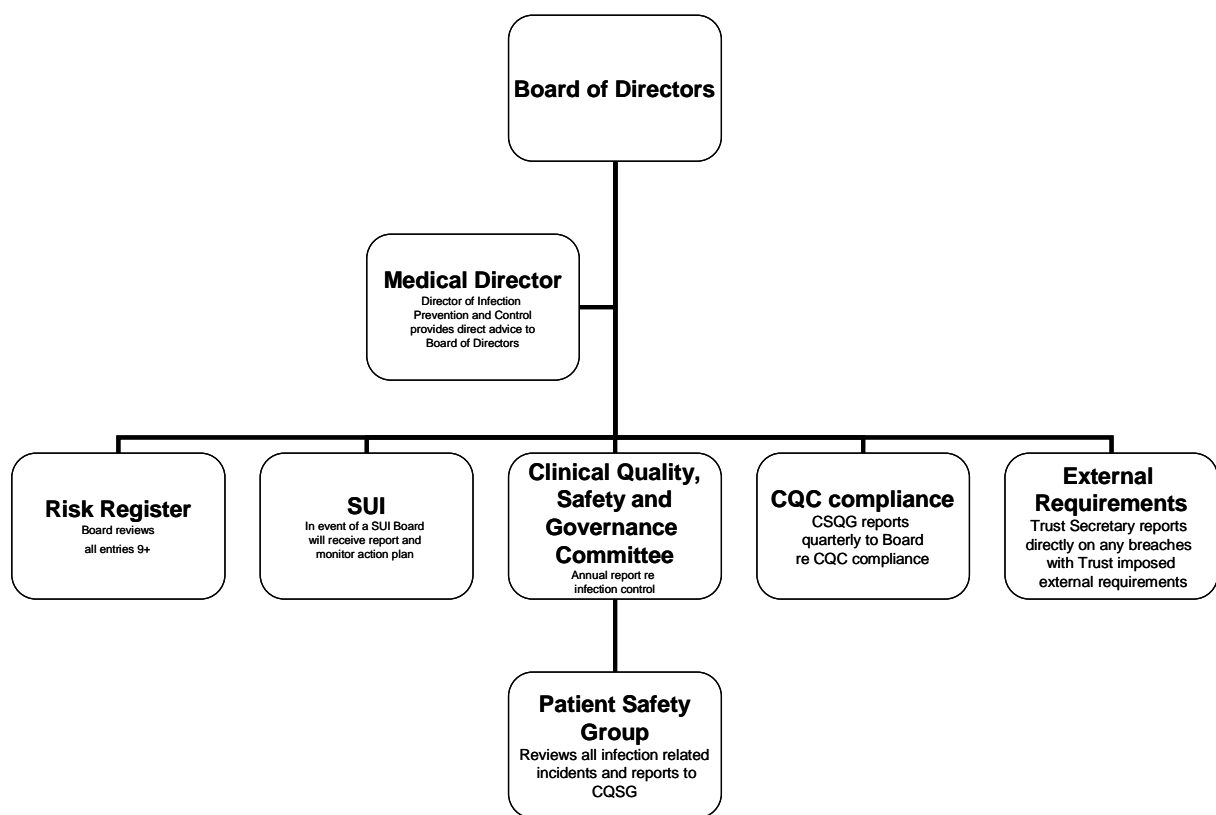 Board of Directors
Medical Director
Director of Infection
Prevention and Control
provides direct advice to
Board of Directors
Risk Register
Board reviews
all entries 9+
SUI
In event of a SUI Board
will receive report and
monitor action plan
Clinical Quality,
Safety and
Governance
Committee
Annual report re
infection control
CQC compliance
CSQG reports
quarterly to Board
re CQC compliance
External
Requirements
Trust Secretary reports
directly on any breaches
with Trust imposed
external requirements
Patient Safety
Group
Reviews all infection related
incidents and reports to
CQSG